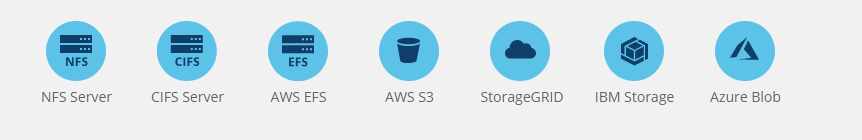 NFS CIFS EFS
NFS Server CIFS Server AWS EFS AWS S3 StorageGRID IBM Storage Azure Blob